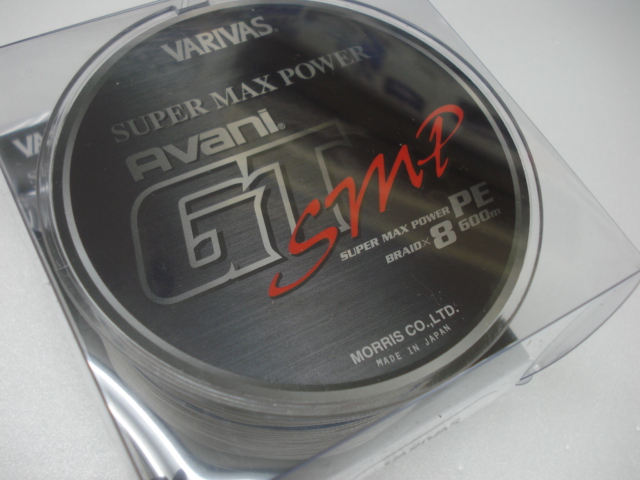 VARIVAS®
SUPER MAX POWER
Avani®
GT
SMP
SUPER MAX POWER PE
BRAID×8 600m
MORRIS CO.,LTD.
MADE IN JAPAN
VARIVAS